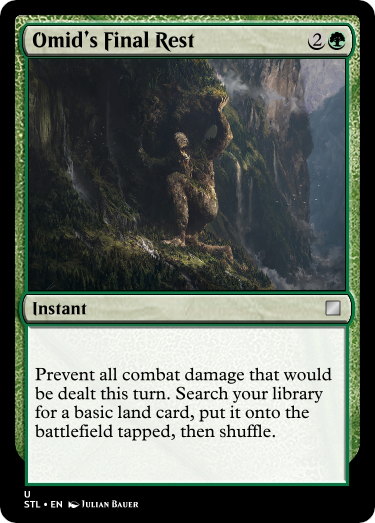 Omid's Final Rest 2
Instant
Prevent all combat damage that would
be dealt this turn. Search your library
for a basic land card, put it onto the
battlefield tapped, then shuffle.
U
STL • EN Julian Bauer